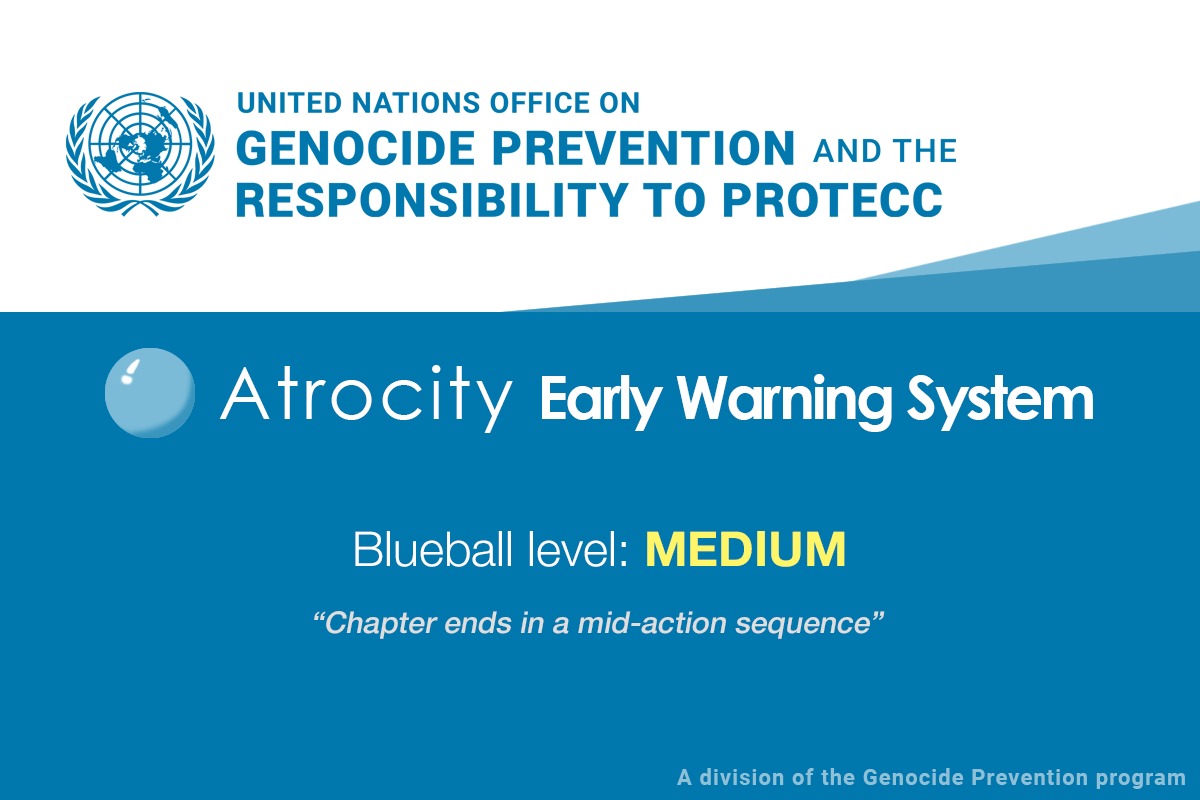 UNITED NATIONS OFFICE ON
GENOCIDE PREVENTION AND THE
RESPONSIBILITY TO PROTECC
Atrocity Early Warning System
Blueball level: MEDIUM
“Chapter ends in a mid-action sequence”
A division of the Genocide Prevention program